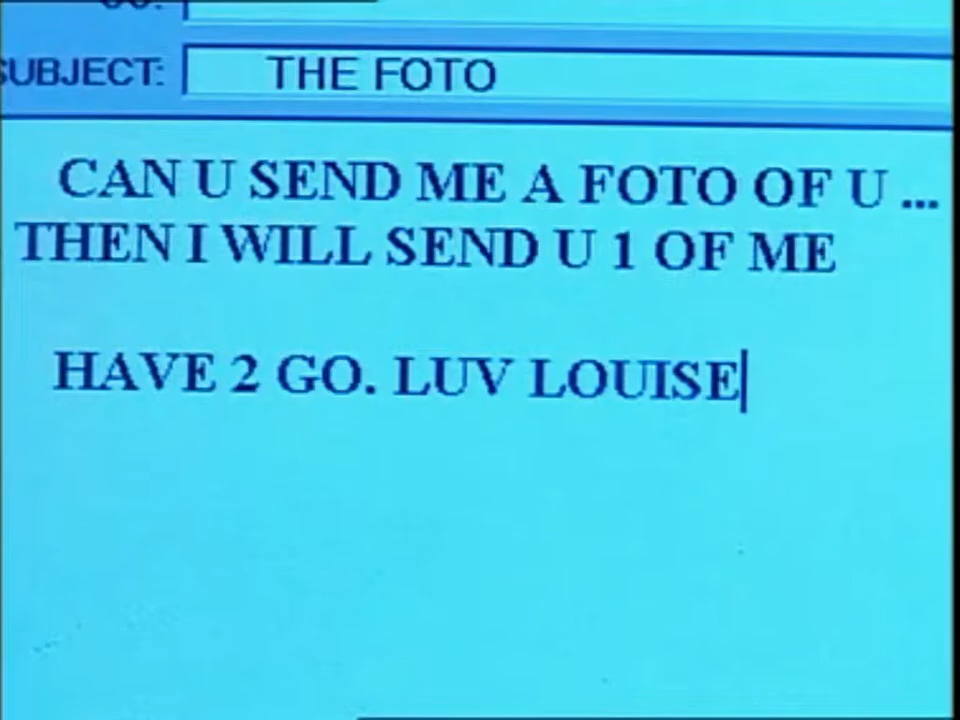 SUBJECT: THE FOTO
CAN U SEND ME A FOTO OF U ...
THEN I WILL SEND U 1 OF ME
HAVE 2 GO. LUV LOUISE